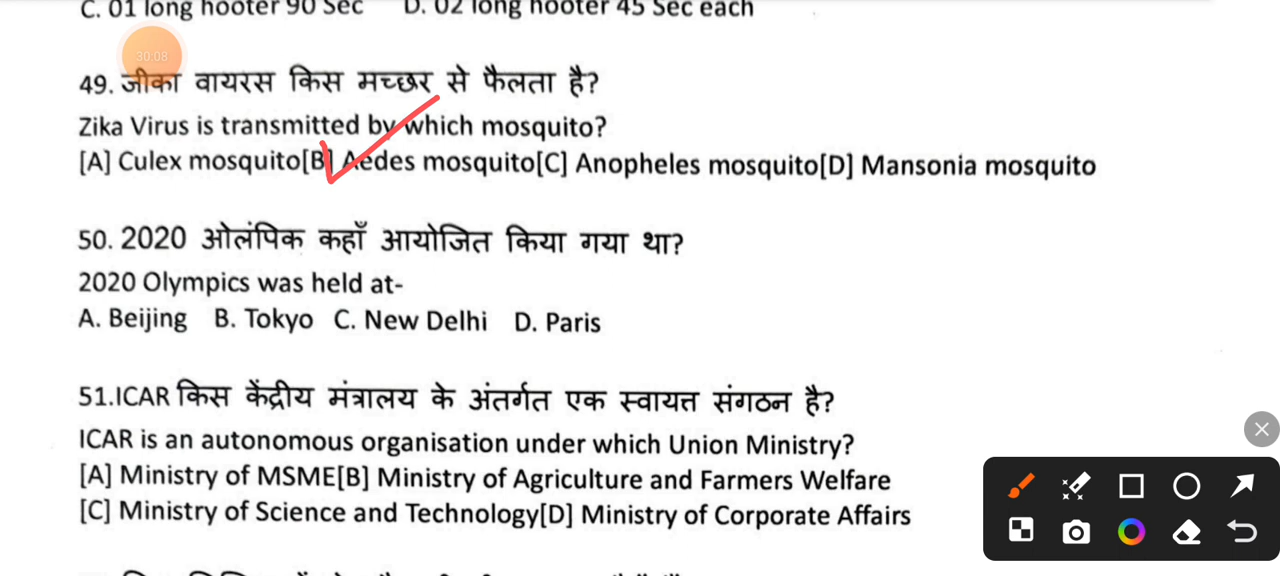 C. 01 long hooter 90 Sec D. 02 long hooter 45 Sec each
30:08
49. जीका वायरस किस मच्छर से फैलता है?
Zika Virus is transmitted by which mosquito?
[A] Culex mosquito[B] Aedes mosquito[C] Anopheles mosquito[D] Mansonia mosquito
50. 2020 ओलंपिक कहाँ आयोजित किया गया था?
2020 Olympics was held at-
A. Beijing B. Tokyo C. New Delhi D. Paris
51.ICAR किस केंद्रीय मंत्रालय के अंतर्गत एक स्वायत्त संगठन है?
ICAR is an autonomous organisation under which Union Ministry?
[A] Ministry of MSME[B] Ministry of Agriculture and Farmers Welfare
[C] Ministry of Science and Technology[D] Ministry of Corporate Affairs